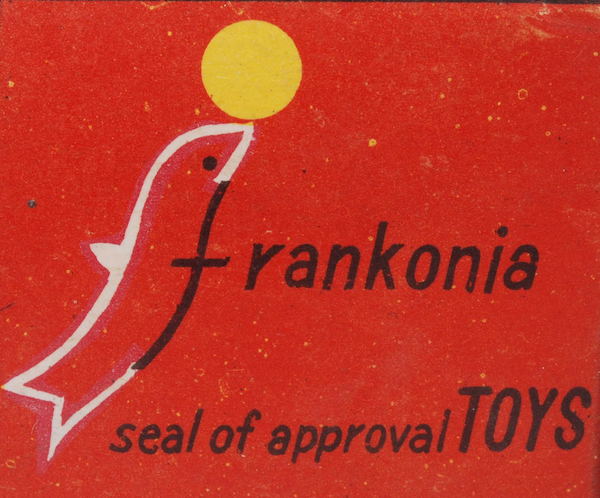 frankonia
seal of approval TOYS